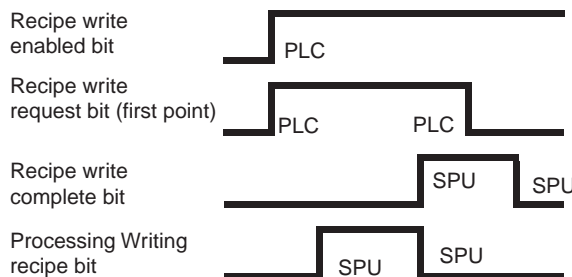 Recipe write
enabled bit
PLC
Recipe write
request bit (first point)
PLC PLC
Recipe write
complete bit
SPU SPU
Processing Writing
recipe bit
SPU SPU